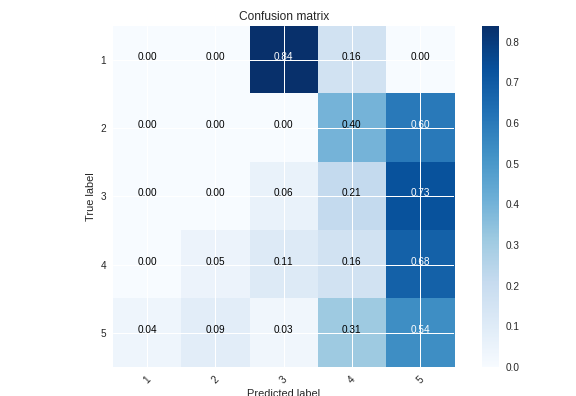 Confusion matrix
1 0.00 0.00 0.84 0.16 0.00
2 0.00 0.00 0.00 0.40 0.60
3 0.00 0.00 0.06 0.21 0.73
4 0.00 0.05 0.11 0.16 0.68
5 0.04 0.09 0.03 0.31 0.54
1 2 3 4 5
True label
Predicted label
0.8
0.7
0.6
0.5
0.4
0.3
0.2
0.1
0.0